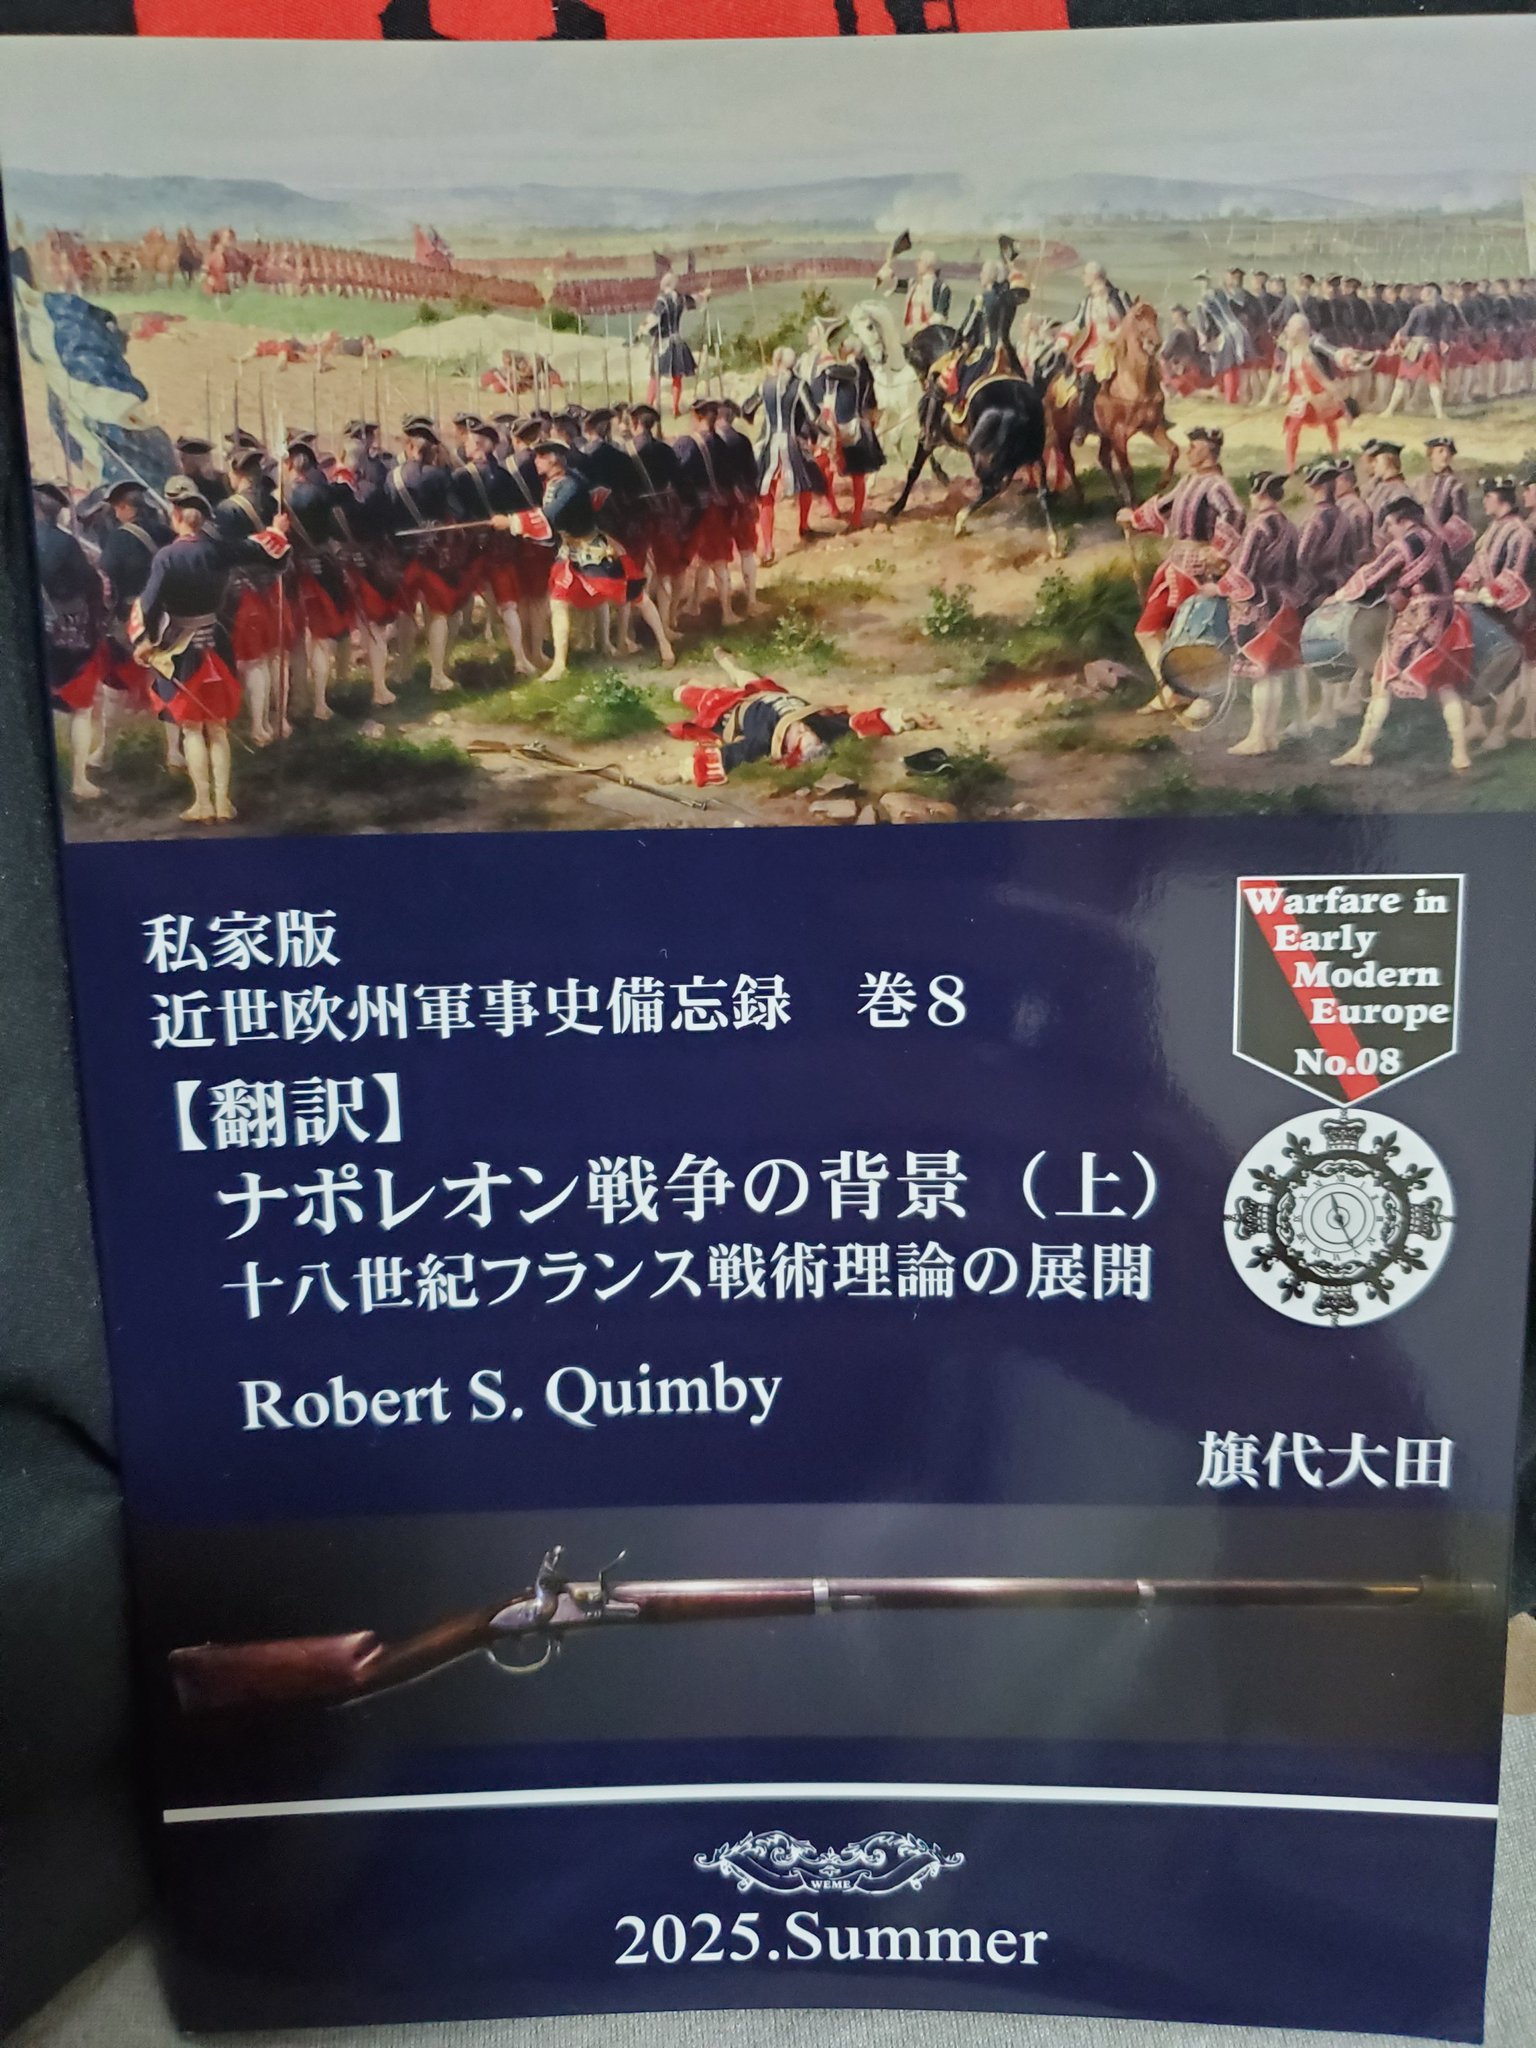 私家版
近世欧州軍事史備忘録　巻８
【翻訳】
ナポレオン戦争の背景（上）
十八世紀フランス戦術理論の展開
Robert S. Quimby
旗代大田
Warfare in
Early
Modern
Europe
No.08
WEME
2025.Summer